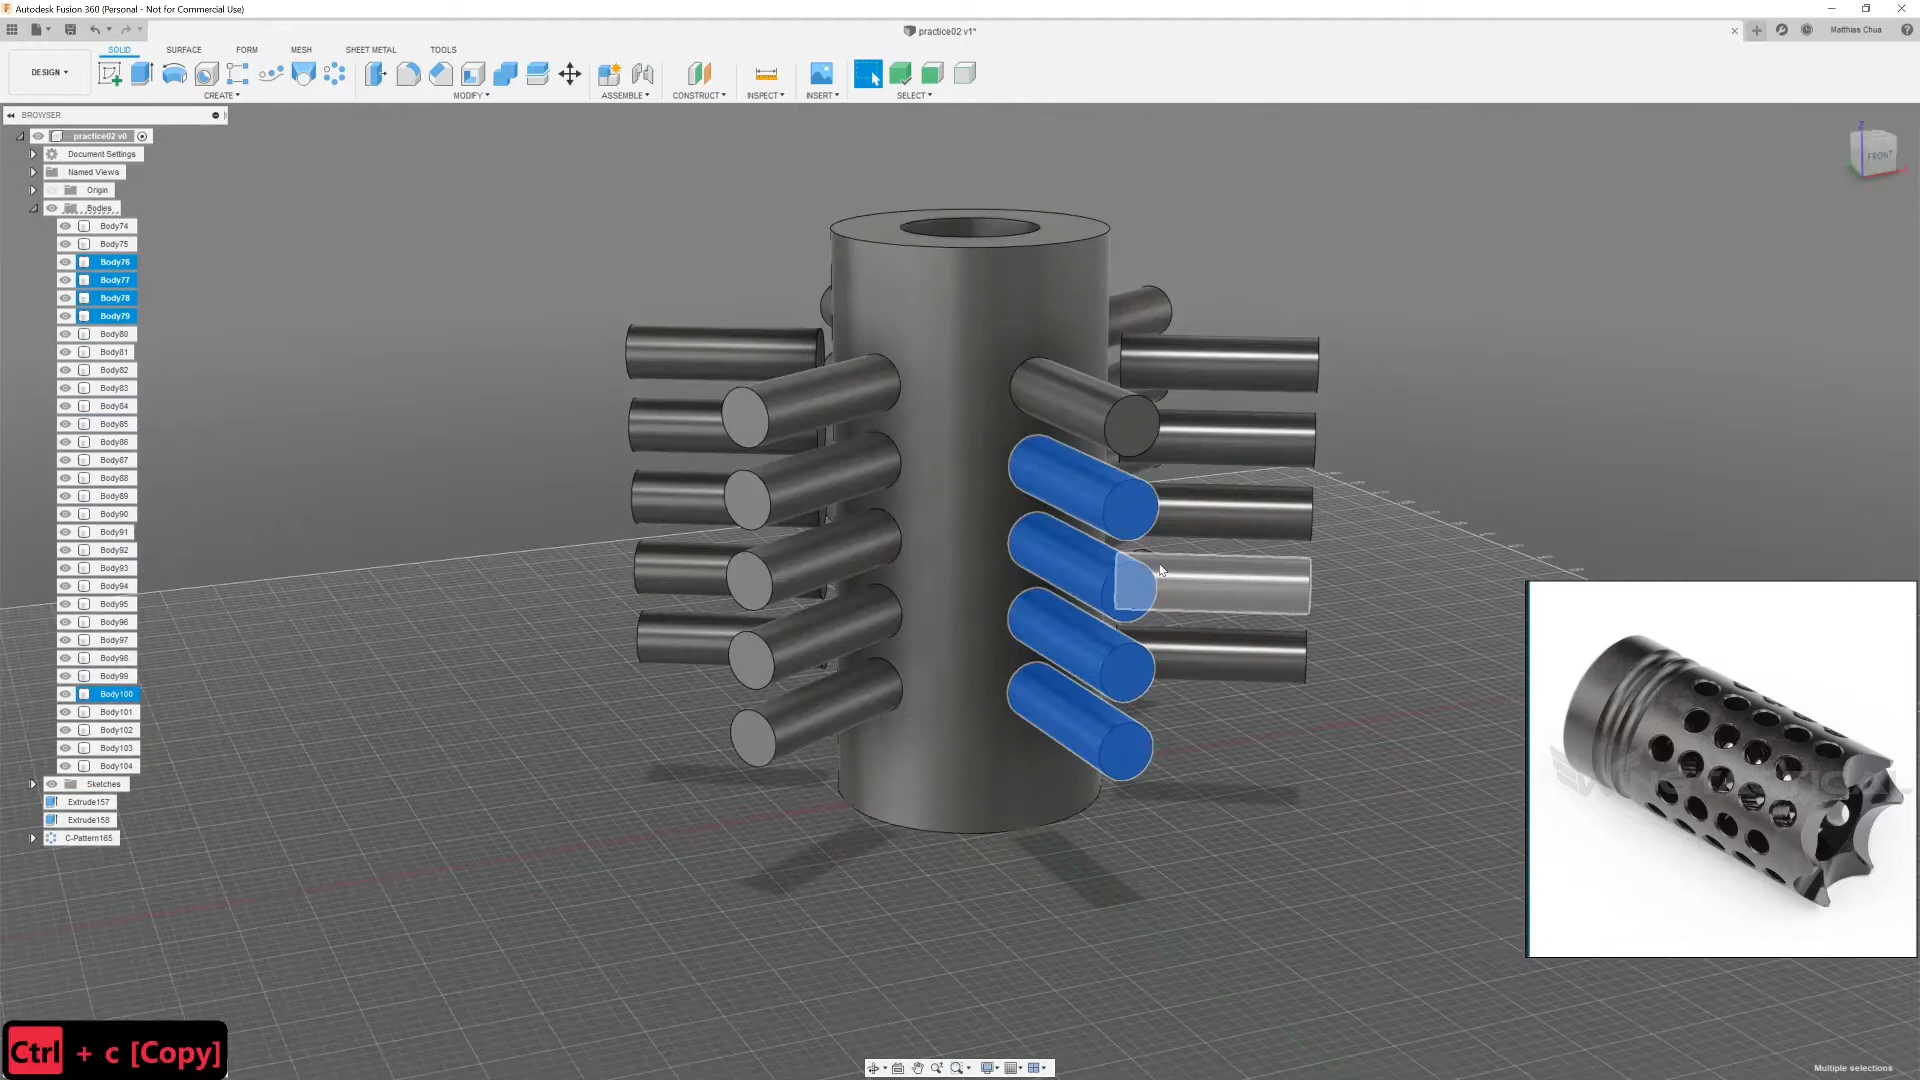 Autodesk Fusion 360 (Personal - Not for Commercial Use)
practice02 v1*
Matthias Chua
SOLID
SURFACE
FORM
MESH
SHEET METAL
TOOLS
DESIGN
CREATE
MODIFY
ASSEMBLE
CONSTRUCT
INSPECT
INSERT
SELECT
BROWSER
practice02 v0
Document Settings
Named Views
Origin
Bodies
Body74
Body75
Body76
Body77
Body78
Body79
Body80
Body81
Body82
Body83
Body84
Body85
Body86
Body87
Body88
Body89
Body90
Body91
Body92
Body93
Body94
Body95
Body96
Body97
Body98
Body99
Body100
Body101
Body102
Body103
Body104
Sketches
Extrude157
Extrude158
C-Pattern165
Z
FRONT
Ctrl + c [Copy]
Multiple selections